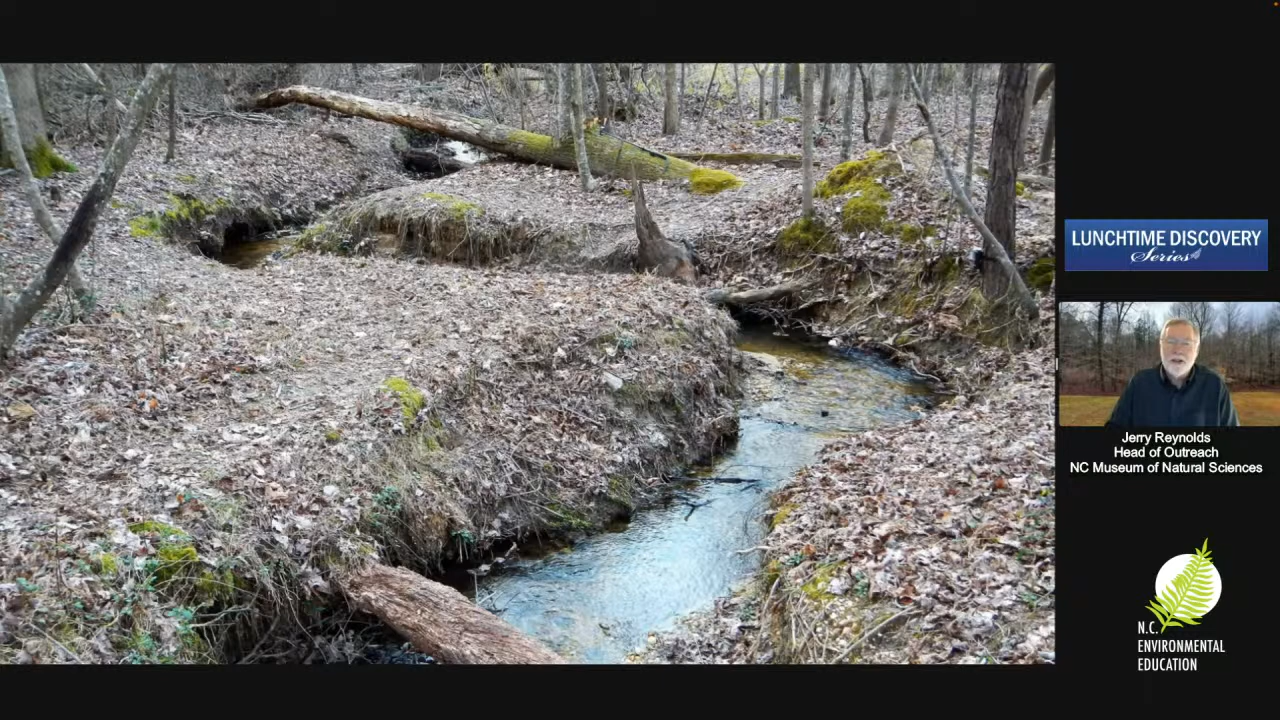 LUNCHTIME DISCOVERY
Series
Jerry Reynolds
Head of Outreach
NC Museum of Natural Sciences
N.C.
ENVIRONMENTAL
EDUCATION